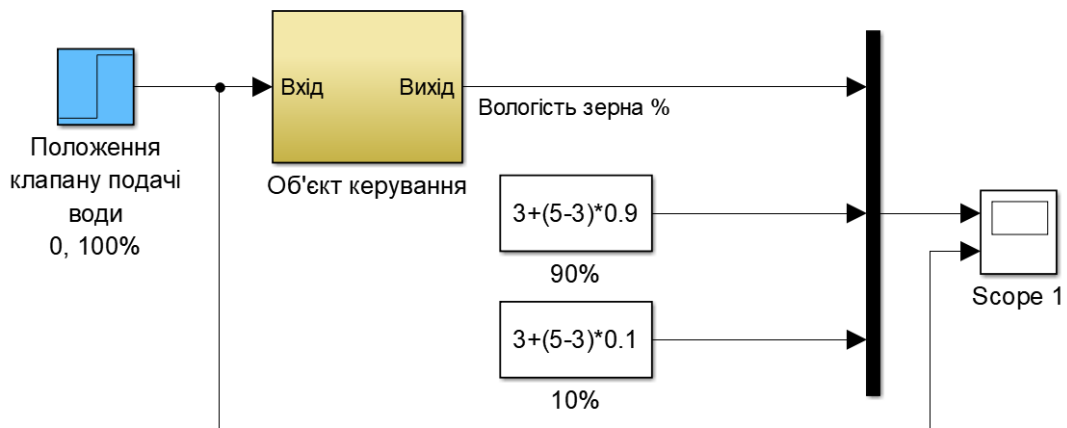 Вхід
Вихід
Вологість зерна %
Положення
клапану подачі
води
0, 100%
Об'єкт керування
3+(5-3)*0.9
90%
Scope 1
3+(5-3)*0.1
10%